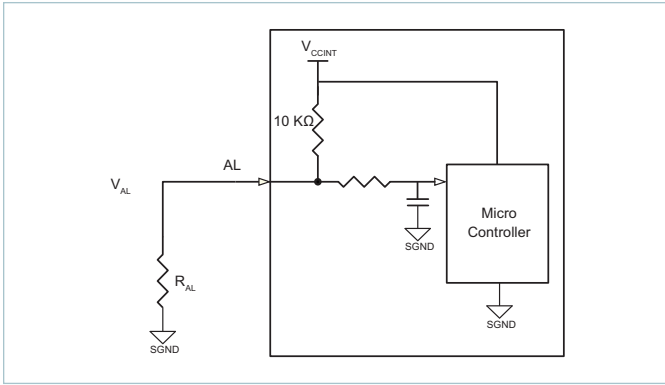 V_CCINT
10 KΩ
AL
V_AL
Micro
Controller
SGND
R_AL
SGND
SGND